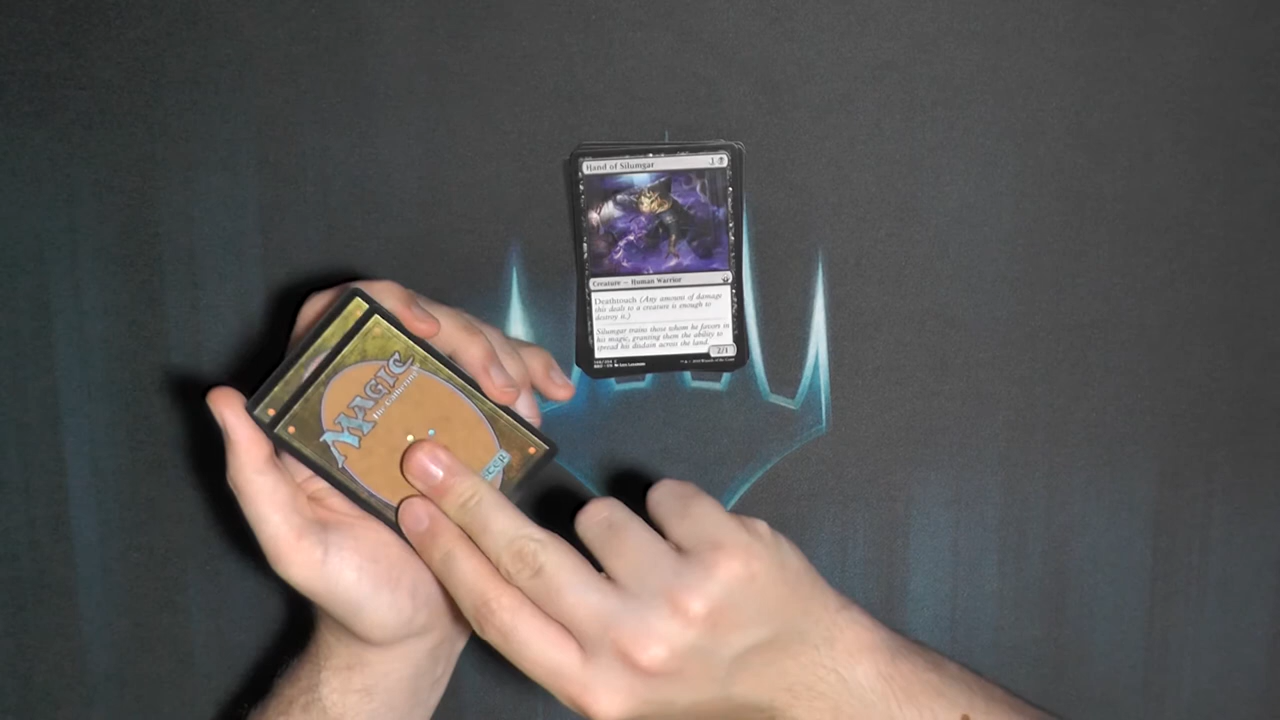 Hand of Silumgar 1
Creature — Human Warrior
Deathtouch (Any amount of damage
this deals to a creature is enough to
destroy it.)
Silumgar trains those whom he favors in
his magic, granting them the ability to
spread his disdain across the land.
2/1
MAGIC
The Gathering